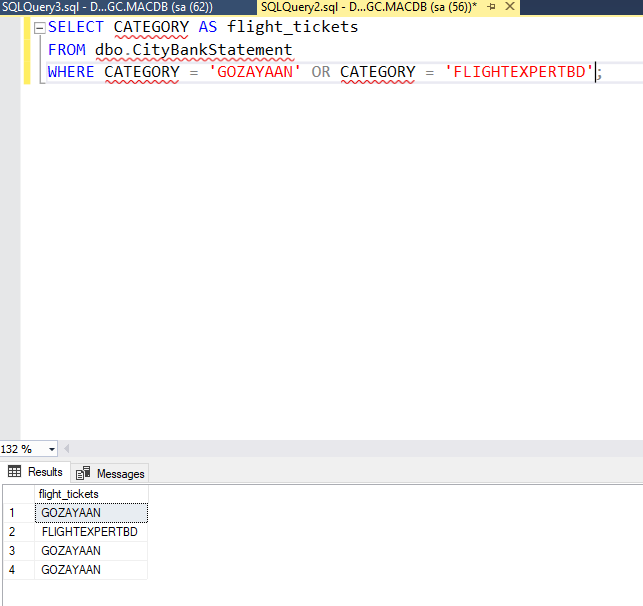 SQLQuery3.sql - D...GC.MACDB (sa (62))
SQLQuery2.sql - D...GC.MACDB (sa (56))*
SELECT CATEGORY AS flight_tickets
FROM dbo.CityBankStatement
WHERE CATEGORY = 'GOZAYAAN' OR CATEGORY = 'FLIGHTEXPERTBD';
132 %
Results Messages
flight_tickets
1 GOZAYAAN
2 FLIGHTEXPERTBD
3 GOZAYAAN
4 GOZAYAAN